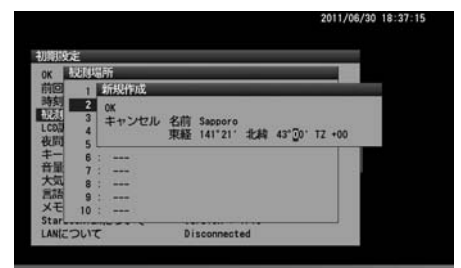 2011/06/30 18:37:15
初期設定
OK 観測場所
前回 1 新規作成
時刻 2 OK
観測 3 キャンセル 名前 Sapporo
LCD 4 東経 141°21' 北緯 43°00' TZ +00
夜間 5
キー 6 : ---
音量 7 : ---
大気 8 : ---
言語 9 : ---
メモ 10 : ---
LANについて Disconnected